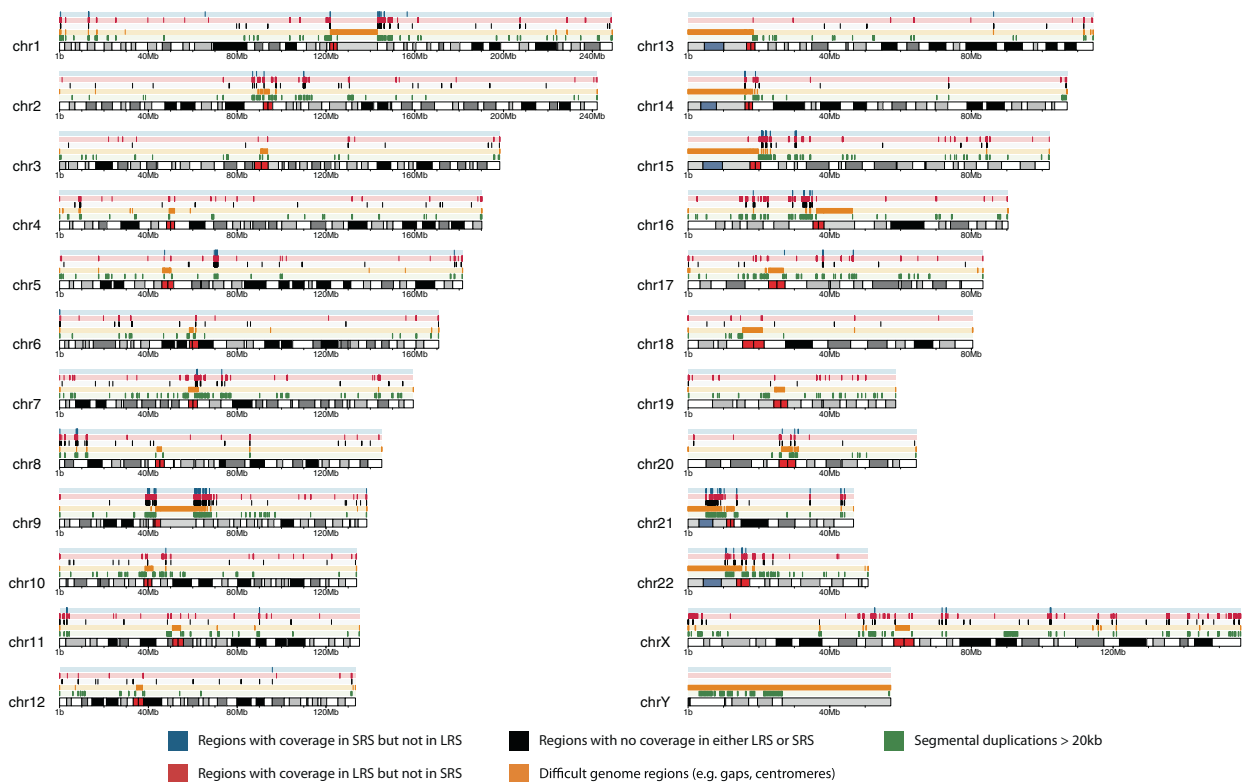 chr1
1b 40Mb 80Mb 120Mb 160Mb 200Mb 240Mb
chr2
1b 40Mb 80Mb 120Mb 160Mb 200Mb 240Mb
chr3
1b 40Mb 80Mb 120Mb 160Mb
chr4
1b 40Mb 80Mb 120Mb 160Mb
chr5
1b 40Mb 80Mb 120Mb 160Mb
chr6
1b 40Mb 80Mb 120Mb 160Mb
chr7
1b 40Mb 80Mb 120Mb
chr8
1b 40Mb 80Mb 120Mb
chr9
1b 40Mb 80Mb 120Mb
chr10
1b 40Mb 80Mb 120Mb
chr11
1b 40Mb 80Mb 120Mb
chr12
1b 40Mb 80Mb 120Mb
chr13
1b 40Mb 80Mb
chr14
1b 40Mb 80Mb
chr15
1b 40Mb 80Mb
chr16
1b 40Mb 80Mb
chr17
1b 40Mb 80Mb
chr18
1b 40Mb 80Mb
chr19
1b 40Mb
chr20
1b 40Mb
chr21
1b 40Mb
chr22
1b 40Mb
chrX
1b 40Mb 80Mb 120Mb
chrY
1b 40Mb
Regions with coverage in SRS but not in LRS
Regions with no coverage in either LRS or SRS
Segmental duplications > 20kb
Regions with coverage in LRS but not in SRS
Difficult genome regions (e.g. gaps, centromeres)